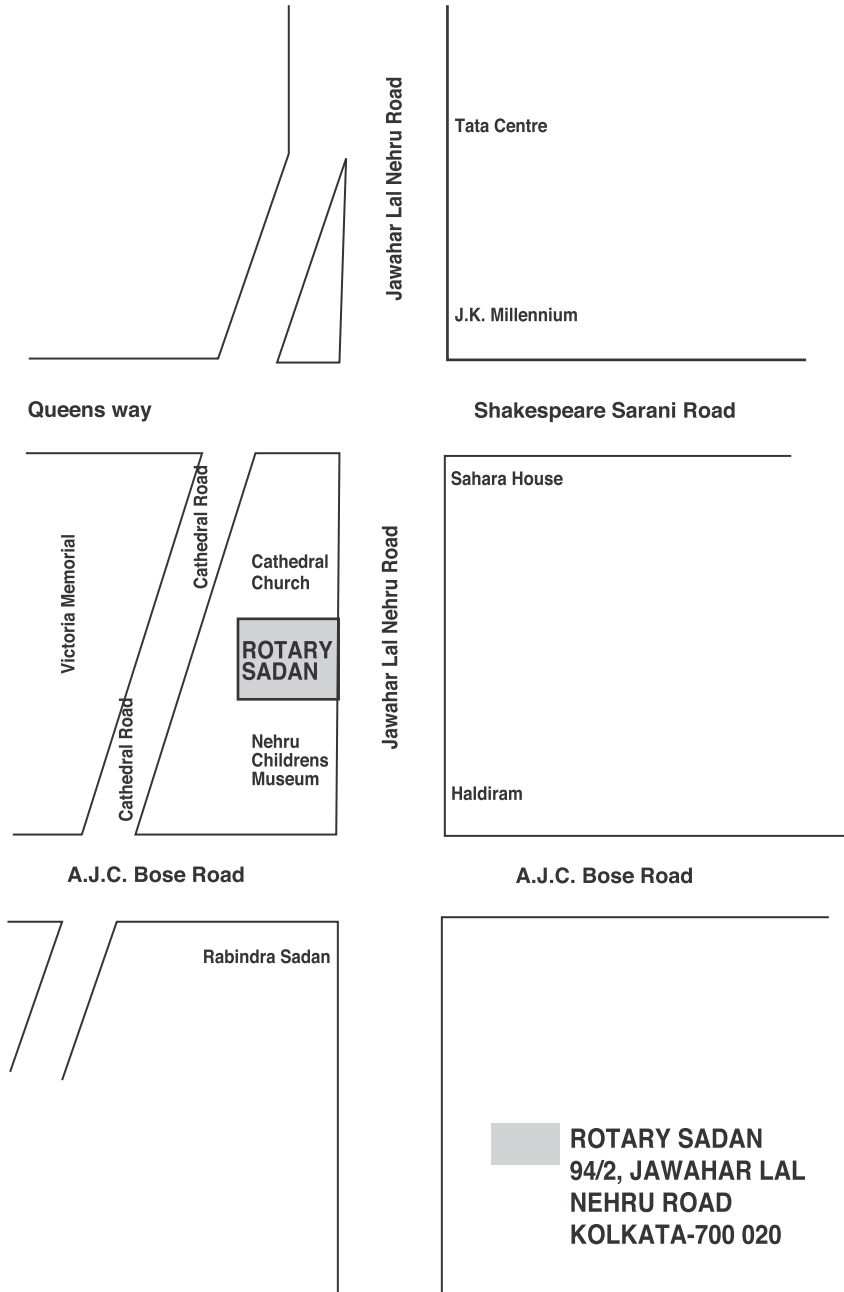 Jawahar Lal Nehru Road
Tata Centre
J.K. Millennium
Queens way
Shakespeare Sarani Road
Cathedral Road
Sahara House
Victoria Memorial
Cathedral
Church
Jawahar Lal Nehru Road
ROTARY
SADAN
Cathedral Road
Nehru
Childrens
Museum
Haldiram
A.J.C. Bose Road
A.J.C. Bose Road
Rabindra Sadan
ROTARY SADAN
94/2, JAWAHAR LAL
NEHRU ROAD
KOLKATA-700 020